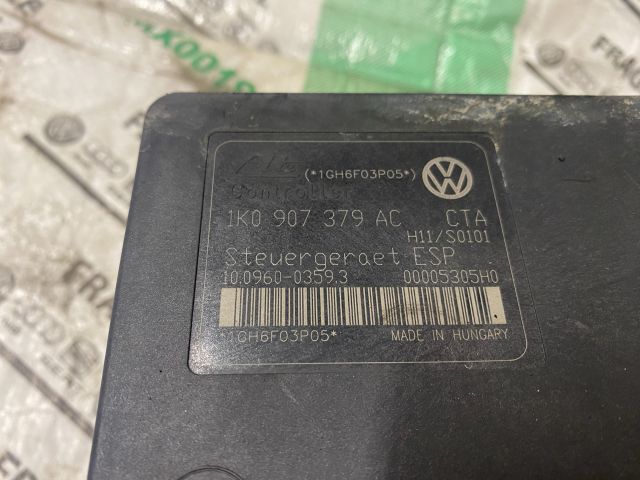 Ate (*1GH6F03P05*)
Controller
1K0 907 379 AC CTA
H11/S0101
Steuergeraet ESP
10.0960-0359.3 00005305H0
*1GH6F03P05* MADE IN HUNGARY